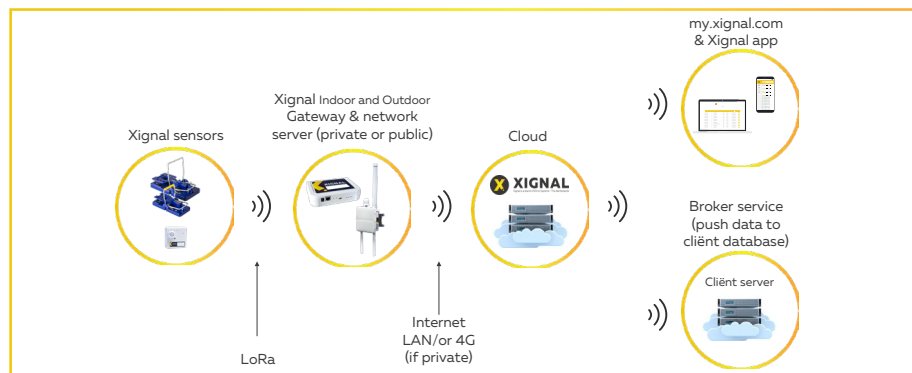 Xignal sensors
Xignal Indoor and Outdoor
Gateway & network
server (private or public)
Cloud
XIGNAL
my.xignal.com
& Xignal app
Broker service
(push data to
cliënt database)
Cliënt server
LoRa
Internet
LAN/or 4G
(if private)